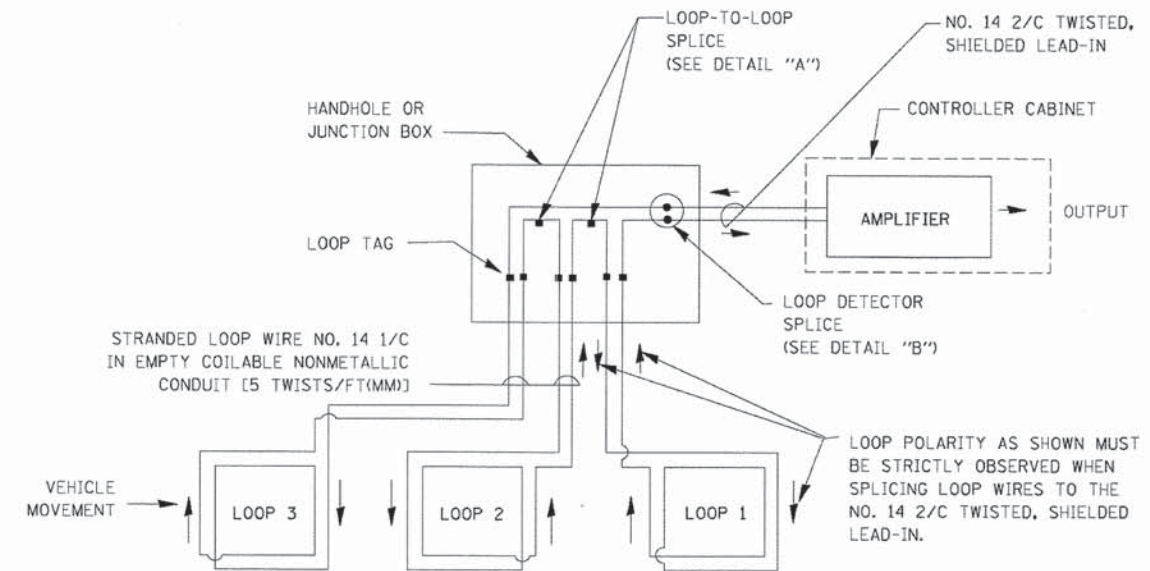 LOOP-TO-LOOP
SPLICE
(SEE DETAIL "A")
NO. 14 2/C TWISTED,
SHIELDED LEAD-IN
HANDHOLE OR
JUNCTION BOX
CONTROLLER CABINET
AMPLIFIER
OUTPUT
LOOP TAG
LOOP DETECTOR
SPLICE
(SEE DETAIL "B")
STRANDED LOOP WIRE NO. 14 1/C
IN EMPTY COILABLE NONMETALLIC
CONDUIT [5 TWISTS/FT(MM)]
VEHICLE
MOVEMENT
LOOP 3
LOOP 2
LOOP 1
LOOP POLARITY AS SHOWN MUST
BE STRICTLY OBSERVED WHEN
SPLICING LOOP WIRES TO THE
NO. 14 2/C TWISTED, SHIELDED
LEAD-IN.